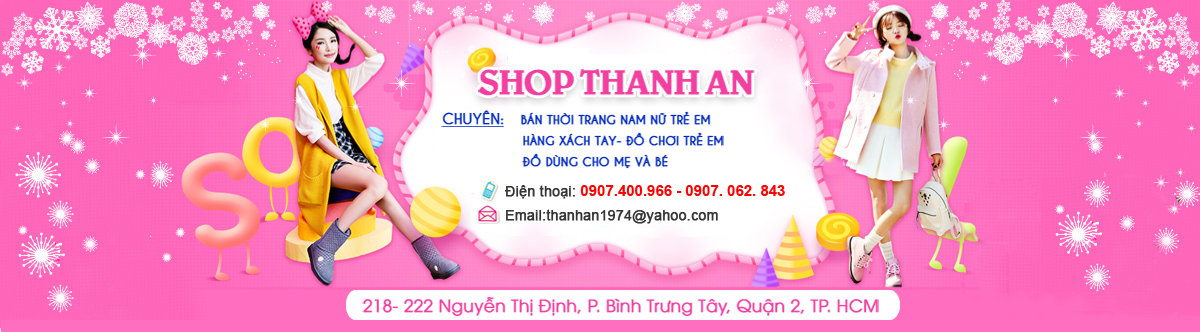 SHOP THANH AN
CHUYÊN: BÁN THỜI TRANG NAM NỮ TRẺ EM
HÀNG XÁCH TAY- ĐỒ CHƠI TRẺ EM
ĐỒ DÙNG CHO MẸ VÀ BÉ
Điện thoại: 0907.400.966 - 0907. 062. 843
Email:thanhan1974@yahoo.com
218- 222 Nguyễn Thị Định, P. Bình Trưng Tây, Quận 2, TP. HCM